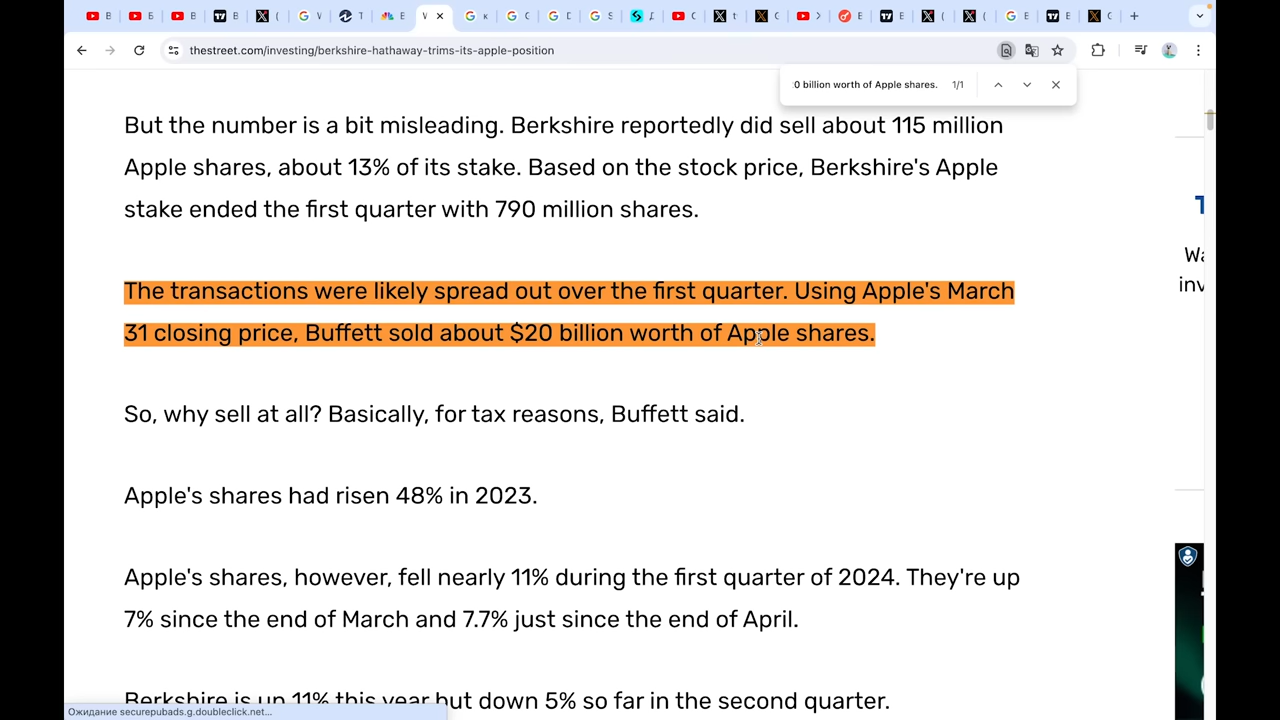 thestreet.com/investing/berkshire-hathaway-trims-its-apple-position
0 billion worth of Apple shares. 1/1
But the number is a bit misleading. Berkshire reportedly did sell about 115 million
Apple shares, about 13% of its stake. Based on the stock price, Berkshire's Apple
stake ended the first quarter with 790 million shares.
The transactions were likely spread out over the first quarter. Using Apple's March
31 closing price, Buffett sold about $20 billion worth of Apple shares.
So, why sell at all? Basically, for tax reasons, Buffett said.
Apple's shares had risen 48% in 2023.
Apple's shares, however, fell nearly 11% during the first quarter of 2024. They're up
7% since the end of March and 7.7% just since the end of April.
Berkshire is up 11% this year but down 5% so far in the second quarter.
Ожидание securepubads.g.doubleclick.net...